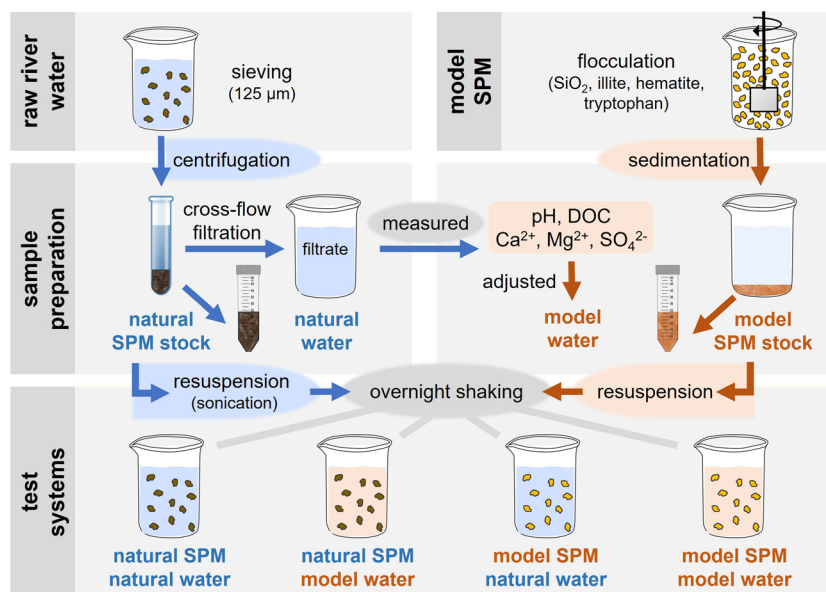 raw river
water
sieving
(125 µm)
centrifugation
model
SPM
flocculation
(SiO₂, illite, hematite,
tryptophan)
sedimentation
sample
preparation
cross-flow
filtration
filtrate
natural
SPM stock
natural
water
measured
pH, DOC
Ca²⁺, Mg²⁺, SO₄²⁻
adjusted
model
water
model
SPM stock
resuspension
(sonication)
overnight shaking
resuspension
test
systems
natural SPM
natural water
natural SPM
model water
model SPM
natural water
model SPM
model water